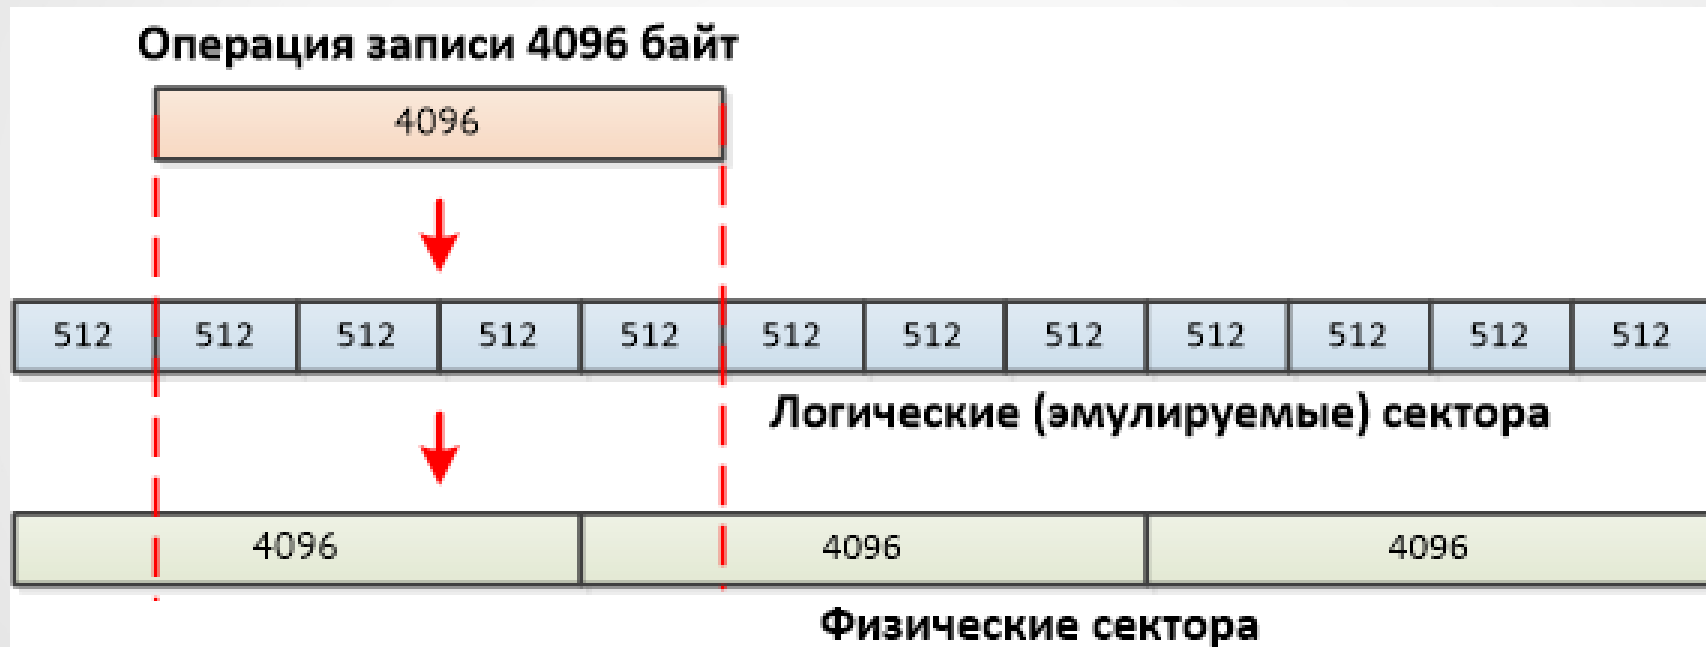 Операция записи 4096 байт
4096
512 512 512 512 512 512 512 512 512 512 512 512
Логические (эмулируемые) сектора
4096 4096 4096
Физические сектора